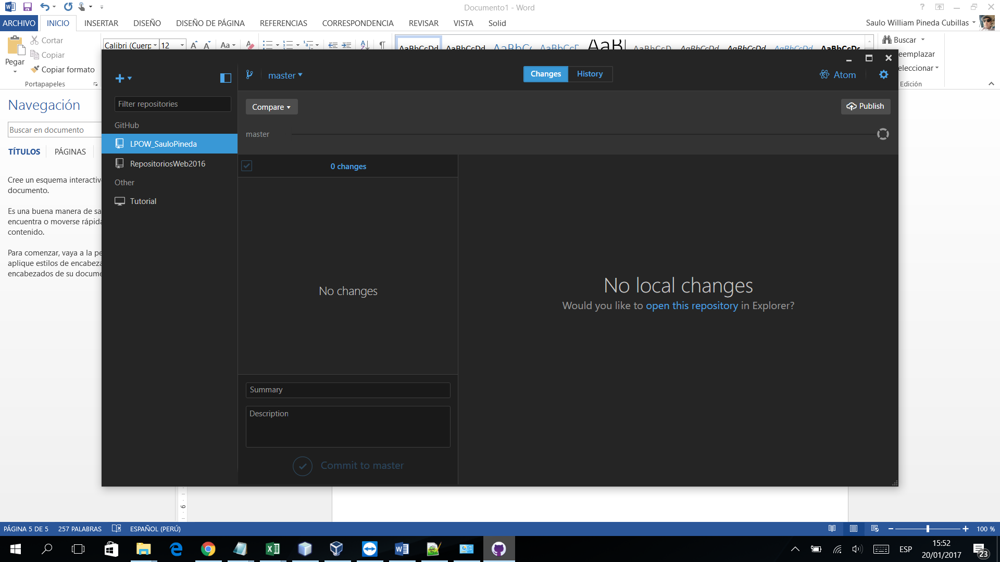 Documento1 - Word
ARCHIVO INICIO INSERTAR DISEÑO DISEÑO DE PÁGINA REFERENCIAS CORRESPONDENCIA REVISAR VISTA Solid
Saulo William Pineda Cubillas
Pegar
Cortar
Copiar
Copiar formato
Portapapeles
Calibri (Cuerp 12
AaBbCcDd AaBbCcDd AaBbCc AaBbCcD AaB AaBbCcD AaBbCcDd AaBbCcDd AaBbCcDd AaBbCcDc
Buscar
eemplazar
eleccionar
Edición
Navegación
Buscar en documento
TÍTULOS PÁGINAS
Cree un esquema interactiv
documento.
Es una buena manera de sa
encuentra o moverse rápida
contenido.
Para comenzar, vaya a la pe
aplique estilos de encabeza
encabezados de su docume
master
Changes History
Atom
Filter repositories
GitHub
LPOW_SauloPineda
RepositoriosWeb2016
Other
Tutorial
Compare
Publish
master
0 changes
No changes
No local changes
Would you like to open this repository in Explorer?
Summary
Description
Commit to master
PÁGINA 5 DE 5 257 PALABRAS ESPAÑOL (PERÚ)
100 %
ESP
15:52
20/01/2017
23